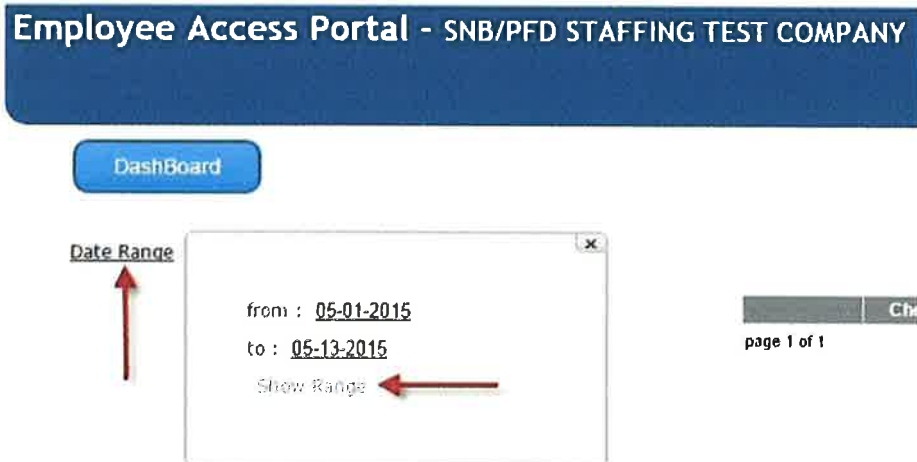 Employee Access Portal - SNB/PFD STAFFING TEST COMPANY
DashBoard
Date Range
x
from : 05-01-2015
to : 05-13-2015
Show Range
page 1 of 1